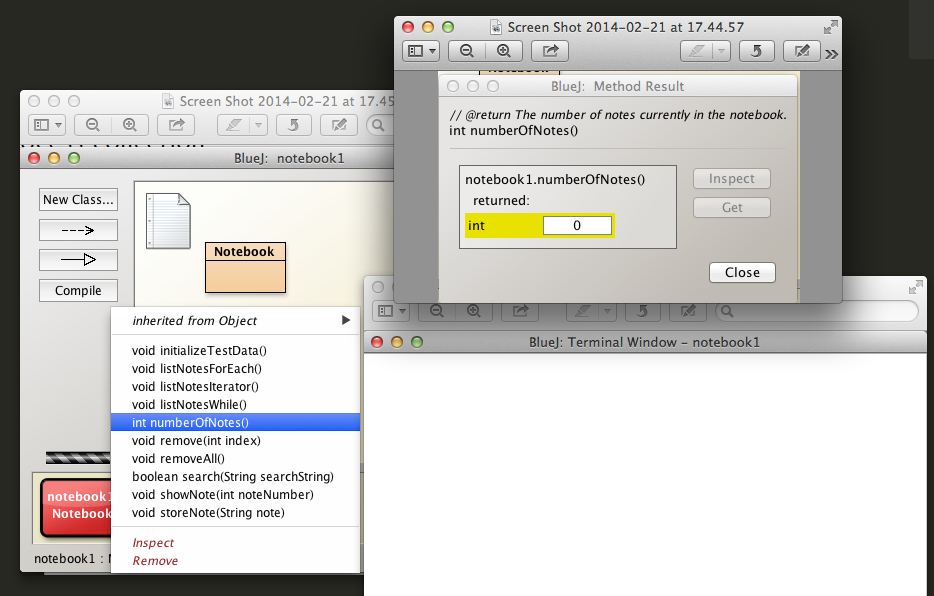 Screen Shot 2014-02-21 at 17.44.57
Notebook
BlueJ: Method Result
// @return The number of notes currently in the notebook.
int numberOfNotes()
notebook1.numberOfNotes()
returned:
int
0
Inspect
Get
Close
Screen Shot 2014-02-21 at 17.45
BlueJ: notebook1
New Class...
Compile
Notebook
inherited from Object
void initializeTestData()
void listNotesForEach()
void listNotesIterator()
void listNotesWhile()
int numberOfNotes()
void remove(int index)
void removeAll()
boolean search(String searchString)
void showNote(int noteNumber)
void storeNote(String note)
Inspect
Remove
notebook1
Notebook
notebook1 :
BlueJ: Terminal Window – notebook1